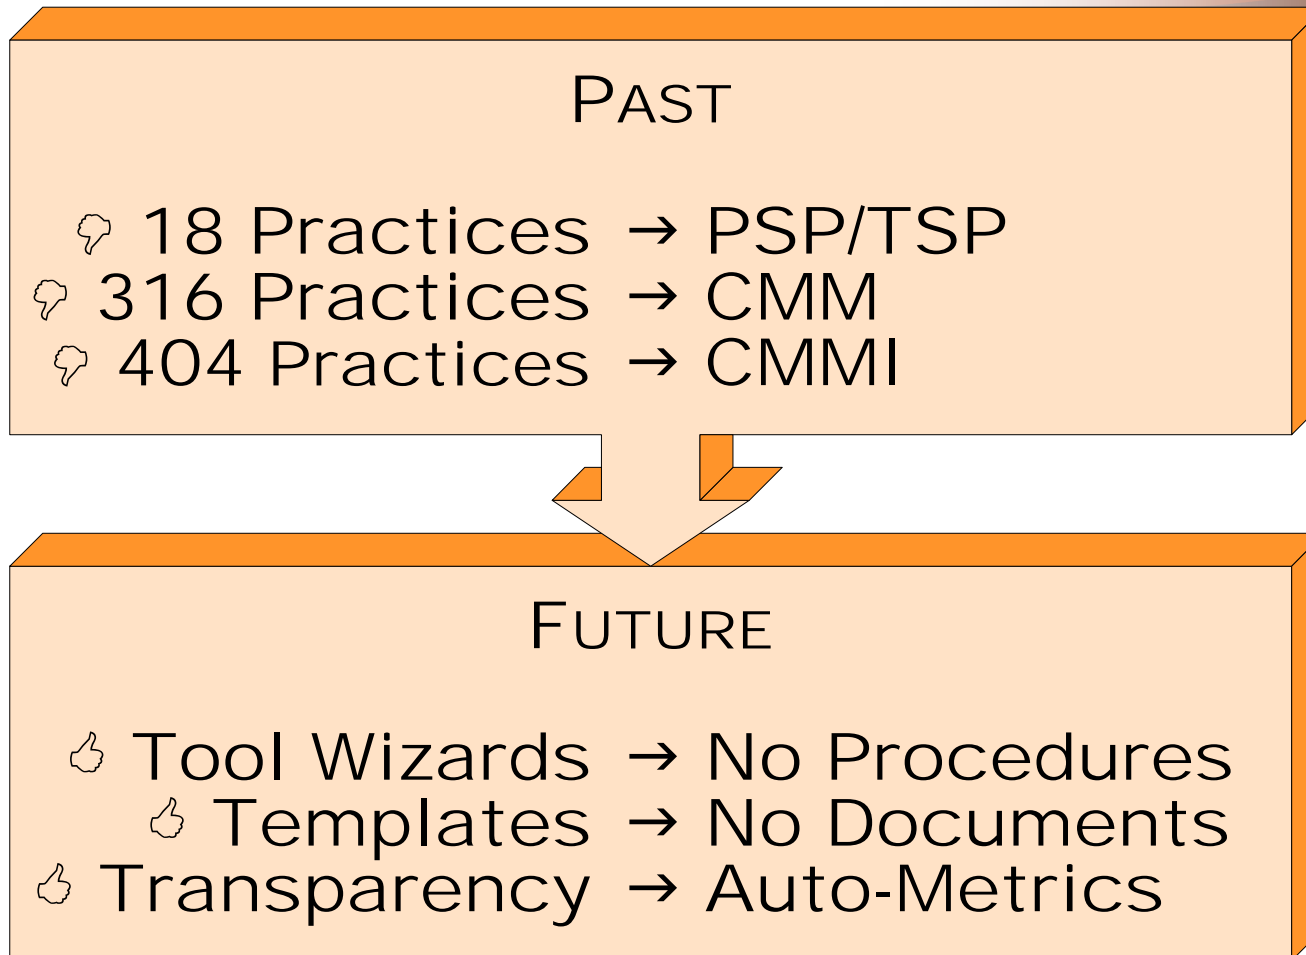 PAST
👎 18 Practices → PSP/TSP
👎 316 Practices → CMM
👎 404 Practices → CMMI
FUTURE
👍 Tool Wizards → No Procedures
👍 Templates → No Documents
👍 Transparency → Auto-Metrics